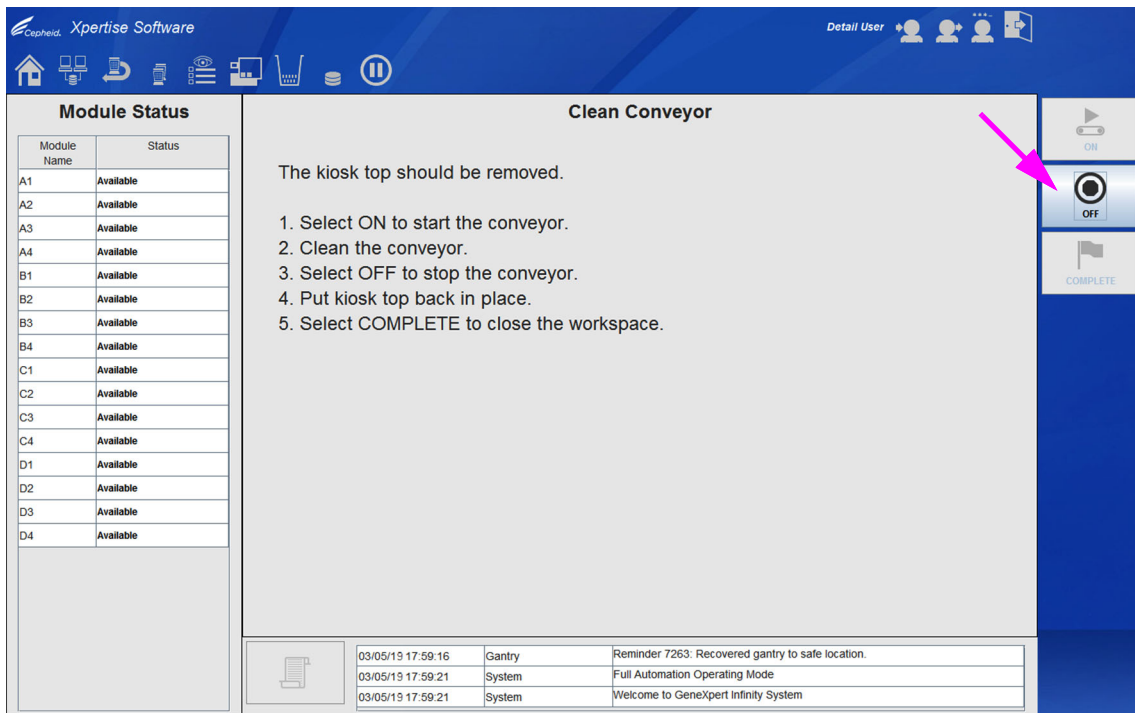 Cepheid. Xpertise Software
Detail User
Module Status
Clean Conveyor
Module Name Status
A1 Available
A2 Available
A3 Available
A4 Available
B1 Available
B2 Available
B3 Available
B4 Available
C1 Available
C2 Available
C3 Available
C4 Available
D1 Available
D2 Available
D3 Available
D4 Available
The kiosk top should be removed.
1. Select ON to start the conveyor.
2. Clean the conveyor.
3. Select OFF to stop the conveyor.
4. Put kiosk top back in place.
5. Select COMPLETE to close the workspace.
ON
OFF
COMPLETE
03/05/19 17:59:16 Gantry Reminder 7263: Recovered gantry to safe location.
03/05/19 17:59:21 System Full Automation Operating Mode
03/05/19 17:59:21 System Welcome to GeneXpert Infinity System